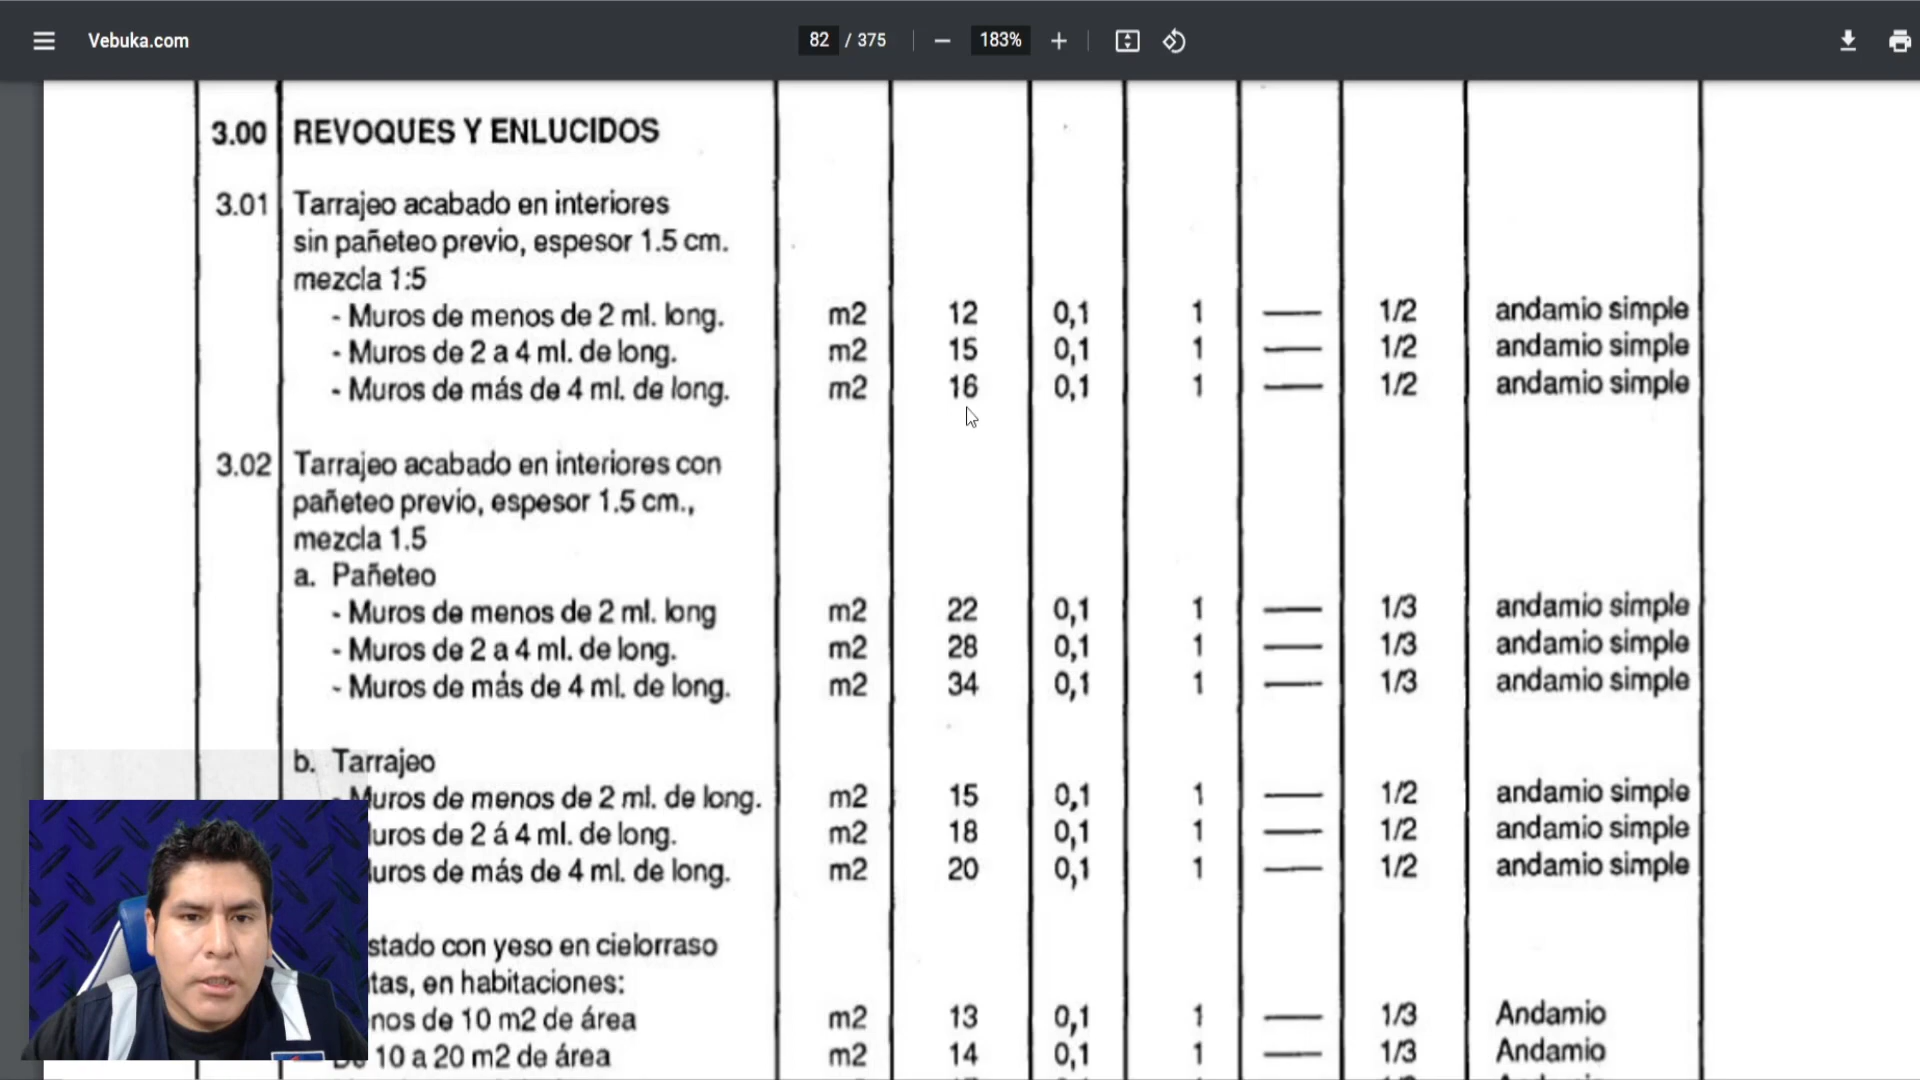 Vebuka.com 82 / 375 183%
3.00 REVOQUES Y ENLUCIDOS
3.01 Tarrajeo acabado en interiores
sin pañeteo previo, espesor 1.5 cm.
mezcla 1:5
- Muros de menos de 2 ml. long. m2 12 0,1 1 — 1/2 andamio simple
- Muros de 2 a 4 ml. de long. m2 15 0,1 1 — 1/2 andamio simple
- Muros de más de 4 ml. de long. m2 16 0,1 1 — 1/2 andamio simple
3.02 Tarrajeo acabado en interiores con
pañeteo previo, espesor 1.5 cm.,
mezcla 1.5
a. Pañeteo
- Muros de menos de 2 ml. long m2 22 0,1 1 — 1/3 andamio simple
- Muros de 2 a 4 ml. de long. m2 28 0,1 1 — 1/3 andamio simple
- Muros de más de 4 ml. de long. m2 34 0,1 1 — 1/3 andamio simple
b. Tarrajeo
- Muros de menos de 2 ml. de long. m2 15 0,1 1 — 1/2 andamio simple
uros de 2 á 4 ml. de long. m2 18 0,1 1 — 1/2 andamio simple
uros de más de 4 ml. de long. m2 20 0,1 1 — 1/2 andamio simple
stado con yeso en cielorraso
tas, en habitaciones:
nos de 10 m2 de área m2 13 0,1 1 — 1/3 Andamio
De 10 a 20 m2 de área m2 14 0,1 1 — 1/3 Andamio